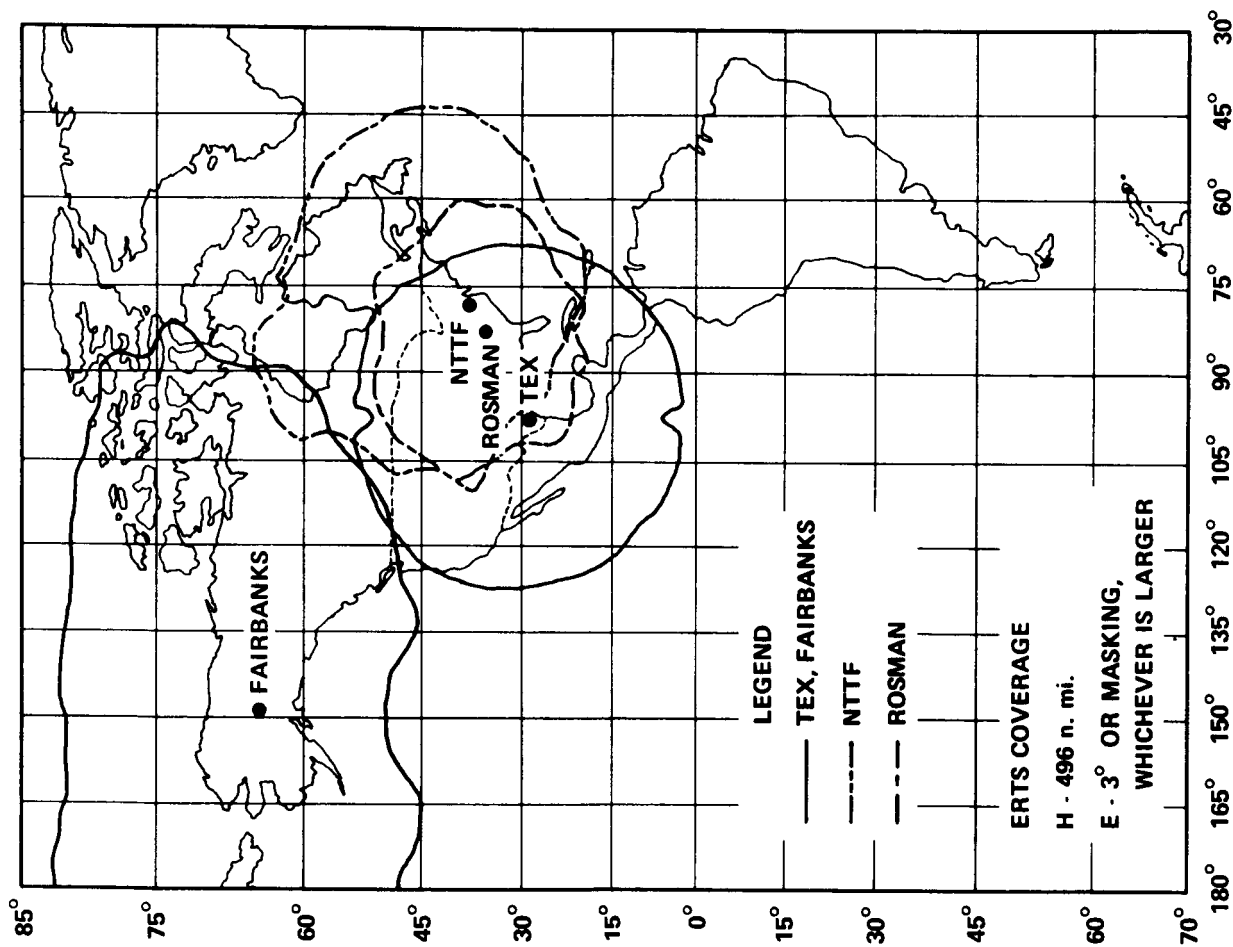 85°
75°
60°
45°
30°
0°
15°
30°
45°
60°
70°
FAIRBANKS
NTTF
ROSMAN
TEX
LEGEND
TEX, FAIRBANKS
NTTF
ROSMAN
ERTS COVERAGE
H - 496 n. mi.
E - 3° OR MASKING,
WHICHEVER IS LARGER
180° 165° 150° 135° 120° 105° 90° 75° 60° 45° 30°